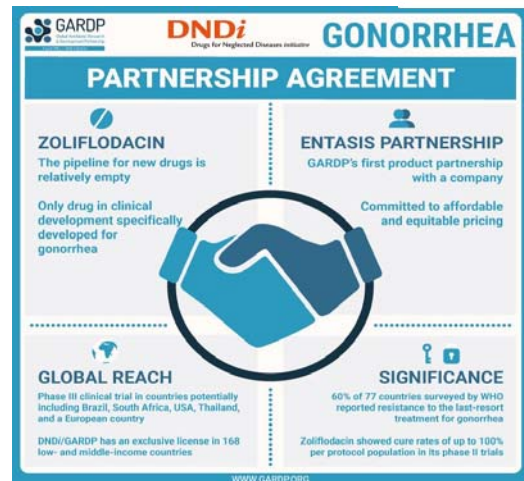 GARDP
DNDi
Drugs for Neglected Diseases initiative
GONORRHEA
PARTNERSHIP AGREEMENT
ZOLIFLODACIN
The pipeline for new drugs is
relatively empty
Only drug in clinical
development specifically
developed for
gonorrhea
ENTASIS PARTNERSHIP
GARDP's first product partnership
with a company
Committed to affordable
and equitable pricing
GLOBAL REACH
Phase III clinical trial in countries potentially
including Brazil, South Africa, USA, Thailand,
and a European country
DNDi/GARDP has an exclusive license in 168
low- and middle-income countries
SIGNIFICANCE
60% of 77 countries surveyed by WHO
reported resistance to the last-resort
treatment for gonorrhea
Zoliflodacin showed cure rates of up to 100%
per protocol population in its phase II trials
WWW.GARDP.ORG